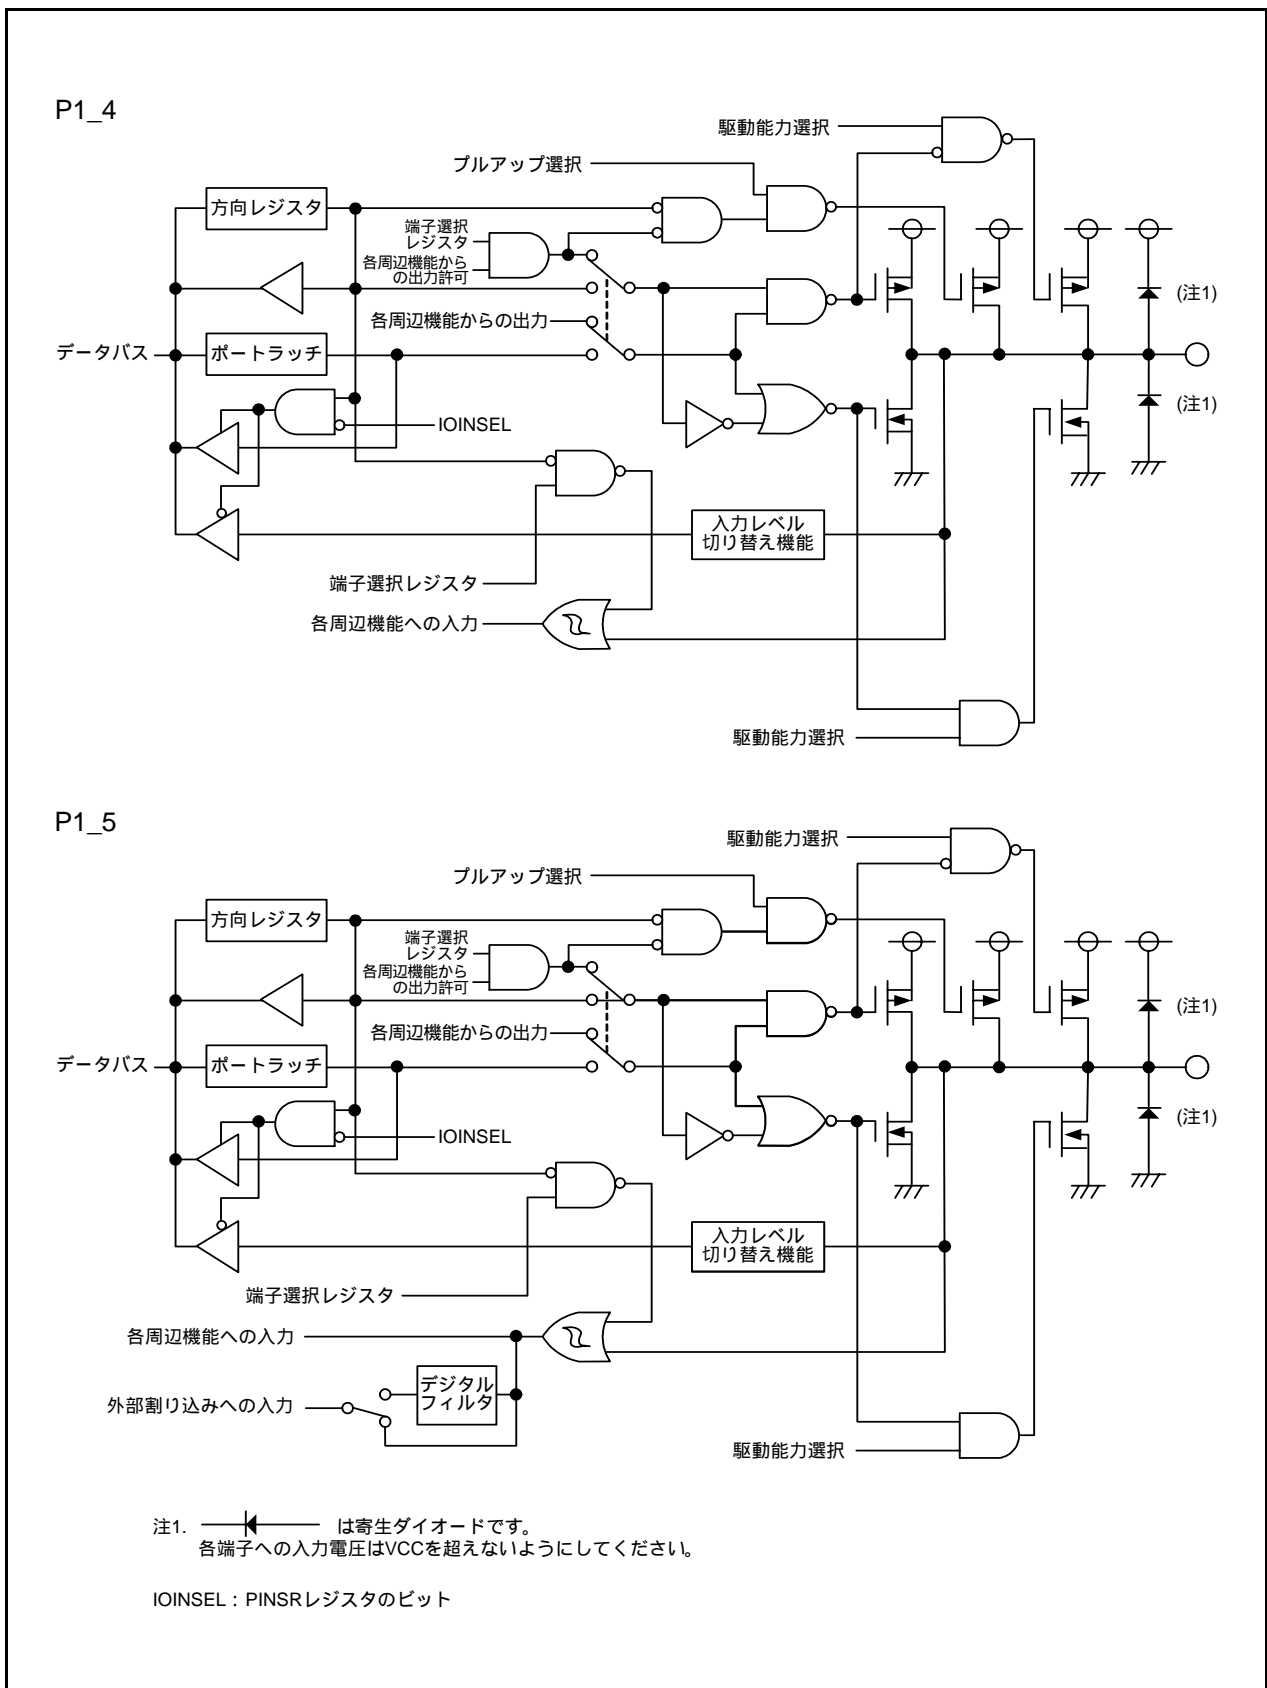 P1_4
駆動能力選択
プルアップ選択
方向レジスタ
端子選択
レジスタ
各周辺機能から
の出力許可
各周辺機能からの出力
(注1)
データバス
ポートラッチ
(注1)
IOINSEL
入力レベル
切り替え機能
端子選択レジスタ
各周辺機能への入力
駆動能力選択
P1_5
駆動能力選択
プルアップ選択
方向レジスタ
端子選択
レジスタ
各周辺機能から
の出力許可
各周辺機能からの出力
(注1)
データバス
ポートラッチ
(注1)
IOINSEL
入力レベル
切り替え機能
端子選択レジスタ
各周辺機能への入力
デジタル
フィルタ
外部割り込みへの入力
駆動能力選択
注1. は寄生ダイオードです。
各端子への入力電圧はVCCを超えないようにしてください。
IOINSEL：PINSRレジスタのビット